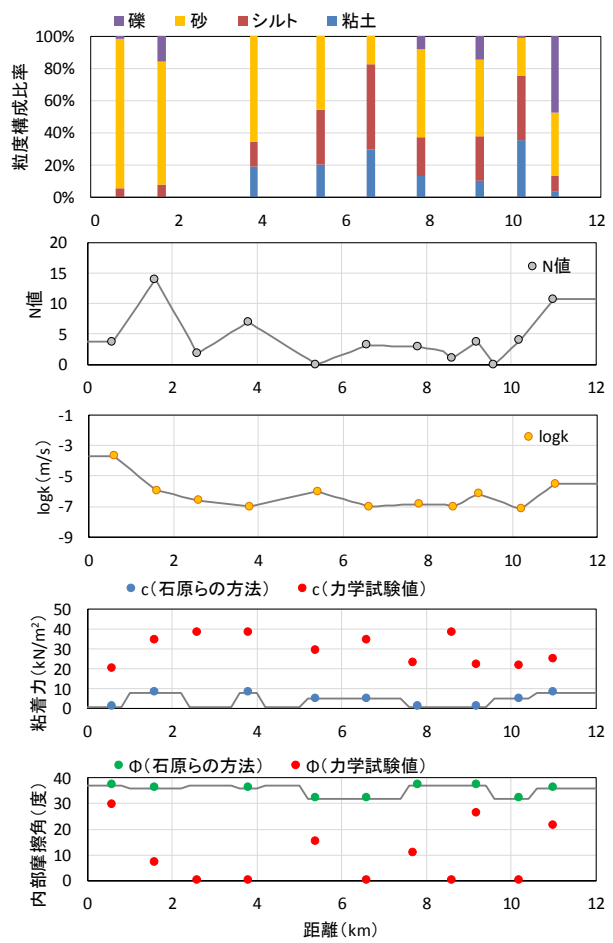 礫 砂 シルト 粘土
100%
80%
60%
40%
20%
0%
粒度構成比率
0 2 4 6 8 10 12
20
15
10
5
0
N値
N値
0 2 4 6 8 10 12
-1
-3
-5
-7
-9
logk(m/s)
logk
0 2 4 6 8 10 12
c(石原らの方法) c(力学試験値)
50
40
30
20
10
0
粘着力(kN/m²)
0 2 4 6 8 10 12
Φ(石原らの方法) Φ(力学試験値)
40
30
20
10
0
内部摩擦角(度)
0 2 4 6 8 10 12
距離(km)